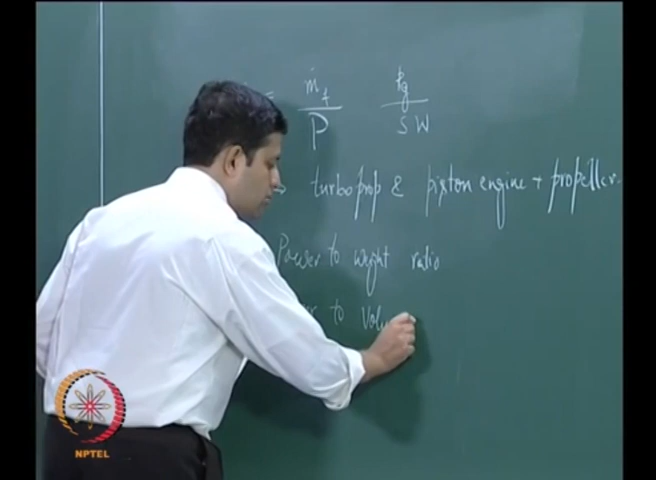 = ṁf / P kg / sW
⇒ turboprop & piston engine + propeller.
Power to weight ratio
to Volu
NPTEL